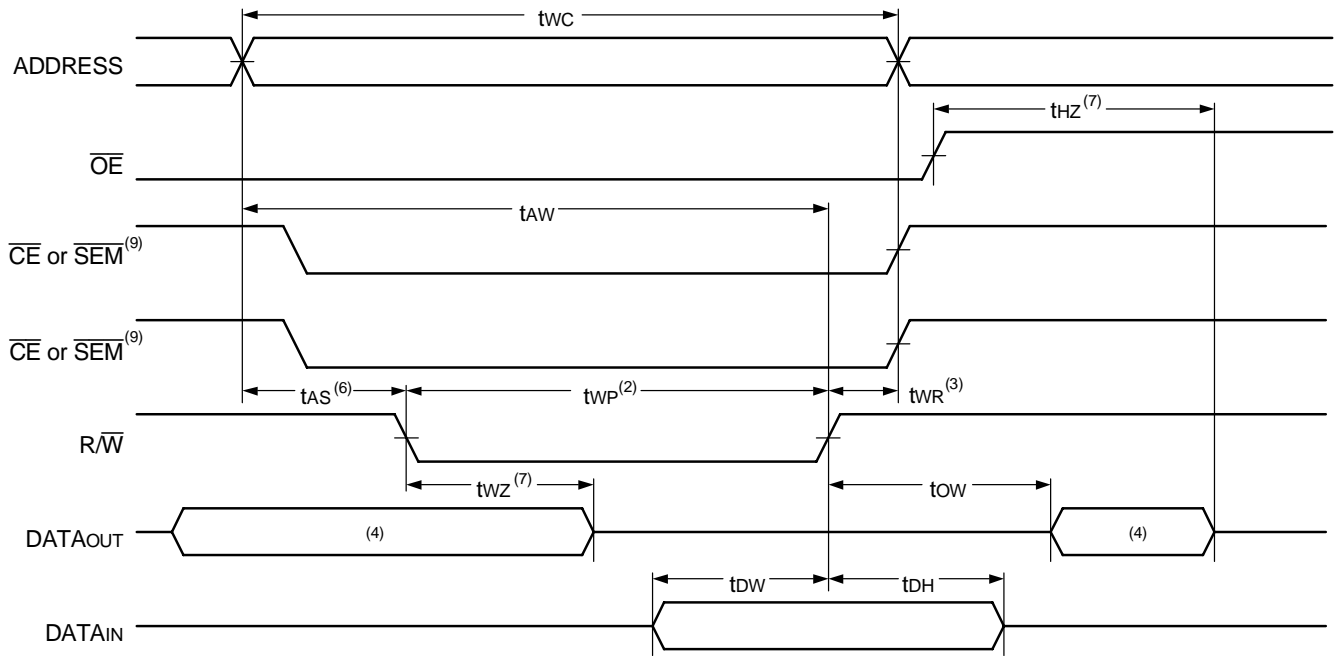 tWC
ADDRESS
tHZ(7)
OE
tAW
CE or SEM(9)
CE or SEM(9)
tAS(6) tWP(2) tWR(3)
R/W
tWZ(7) tOW
DATAOUT (4) (4)
tDW tDH
DATAIN